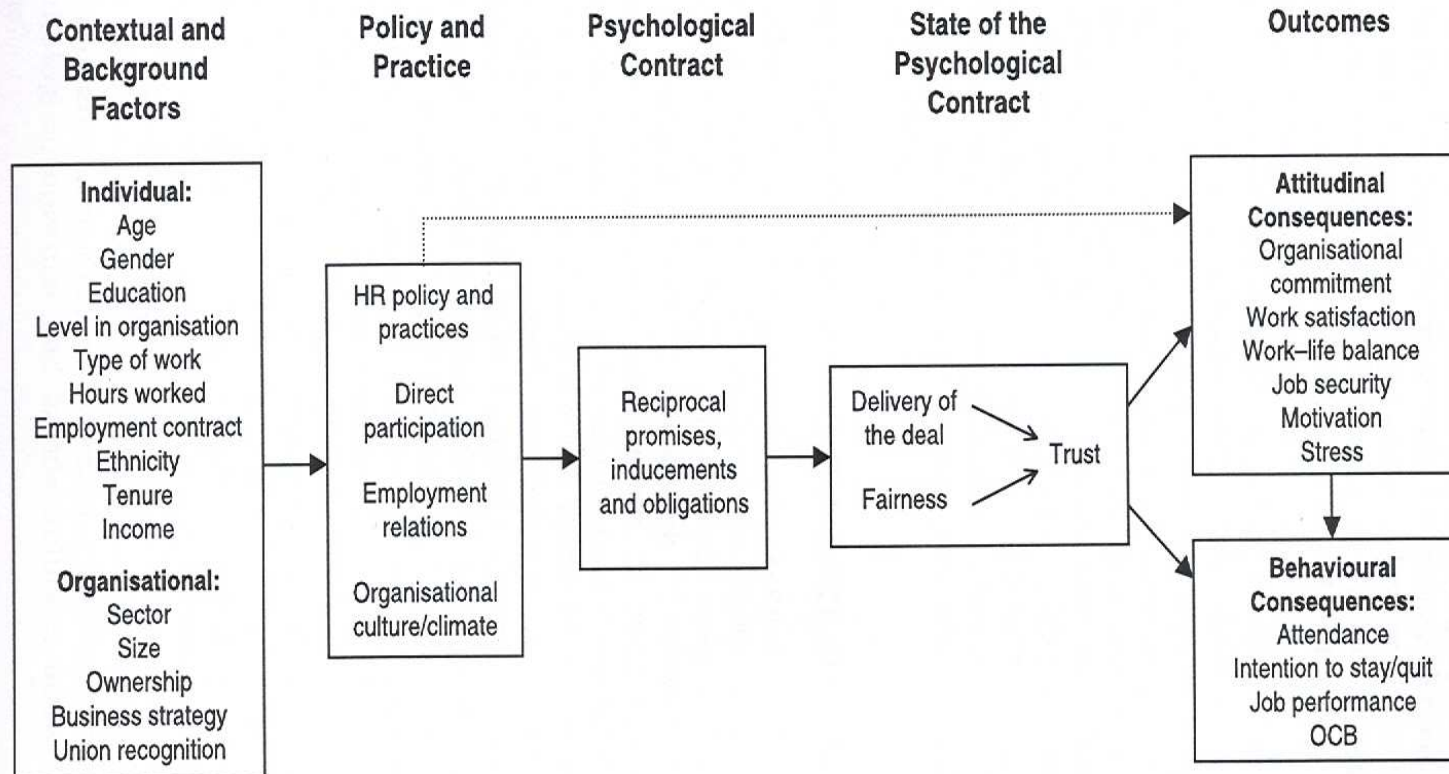 Contextual and
Background
Factors
Policy and
Practice
Psychological
Contract
State of the
Psychological
Contract
Outcomes
Individual:
Age
Gender
Education
Level in organisation
Type of work
Hours worked
Employment contract
Ethnicity
Tenure
Income
Organisational:
Sector
Size
Ownership
Business strategy
Union recognition
HR policy and
practices
Direct
participation
Employment
relations
Organisational
culture/climate
Reciprocal
promises,
inducements
and obligations
Delivery of
the deal
Fairness
Trust
Attitudinal
Consequences:
Organisational
commitment
Work satisfaction
Work–life balance
Job security
Motivation
Stress
Behavioural
Consequences:
Attendance
Intention to stay/quit
Job performance
OCB